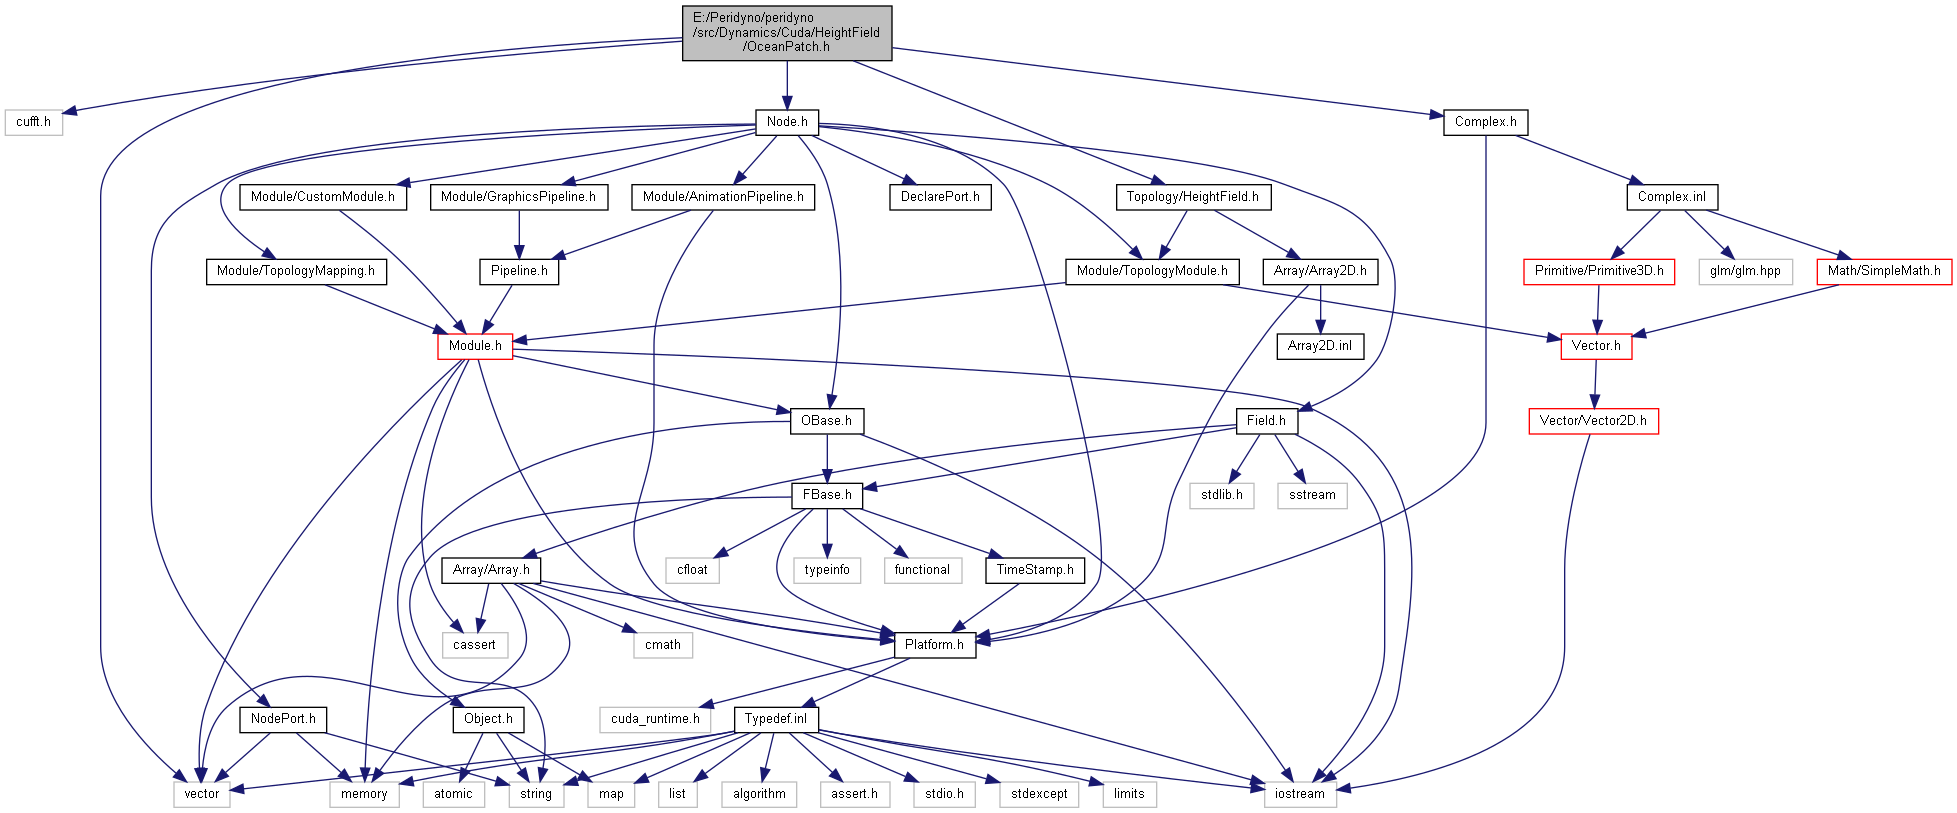 E:/Peridyno/peridyno
/src/Dynamics/Cuda/HeightField
/OceanPatch.h
cufft.h
Node.h
Complex.h
Module/CustomModule.h
Module/GraphicsPipeline.h
Module/AnimationPipeline.h
DeclarePort.h
Topology/HeightField.h
Complex.inl
Module/TopologyMapping.h
Pipeline.h
Module/TopologyModule.h
Array/Array2D.h
Primitive/Primitive3D.h
glm/glm.hpp
Math/SimpleMath.h
Module.h
Array2D.inl
Vector.h
OBase.h
Field.h
Vector/Vector2D.h
FBase.h
stdlib.h
sstream
Array/Array.h
cfloat
typeinfo
functional
TimeStamp.h
cassert
cmath
Platform.h
NodePort.h
Object.h
cuda_runtime.h
Typedef.inl
vector
memory
atomic
string
map
list
algorithm
assert.h
stdio.h
stdexcept
limits
iostream